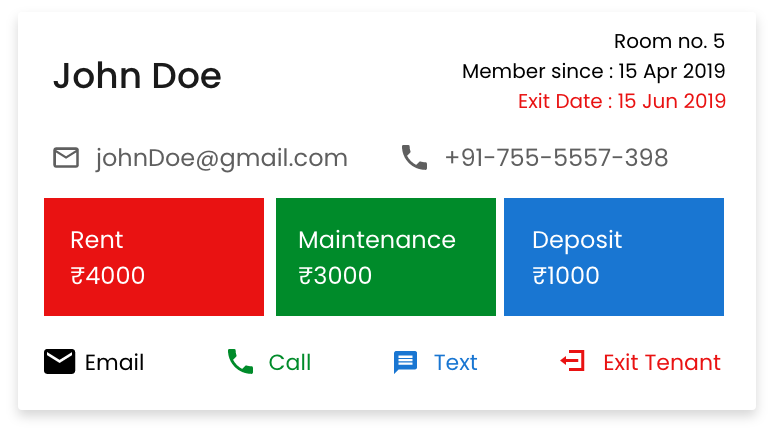 John Doe
Room no. 5
Member since : 15 Apr 2019
Exit Date : 15 Jun 2019
johnDoe@gmail.com
+91-755-5557-398
Rent
₹4000
Maintenance
₹3000
Deposit
₹1000
Email
Call
Text
Exit Tenant